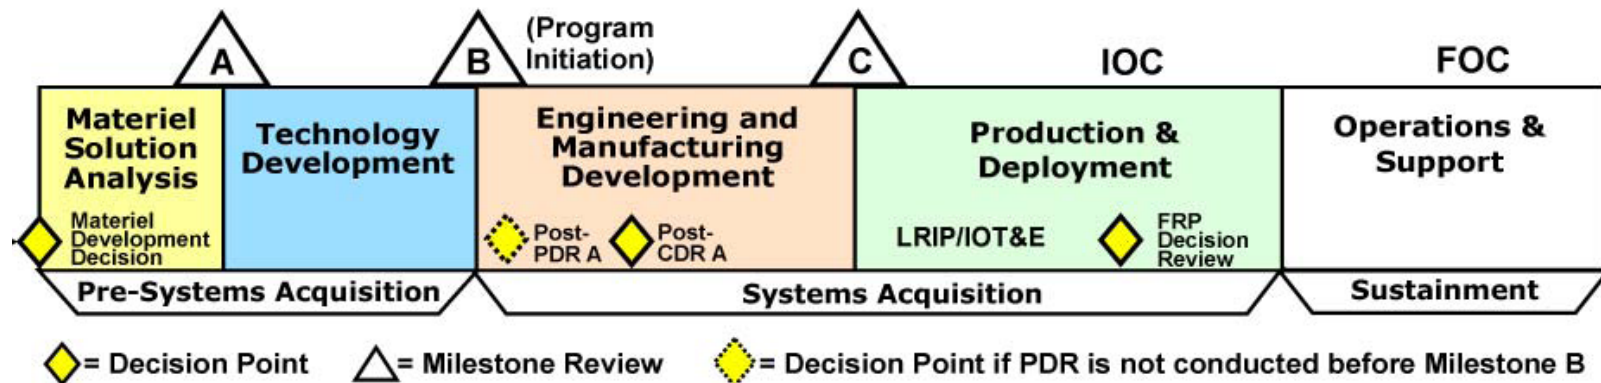 A
B
(Program
Initiation)
C
IOC
FOC
Materiel
Solution
Analysis
Technology
Development
Engineering and
Manufacturing
Development
Production &
Deployment
Operations &
Support
Materiel
Development
Decision
Post-
PDR A
Post-
CDR A
LRIP/IOT&E
FRP
Decision
Review
Pre-Systems Acquisition
Systems Acquisition
Sustainment
= Decision Point
= Milestone Review
= Decision Point if PDR is not conducted before Milestone B